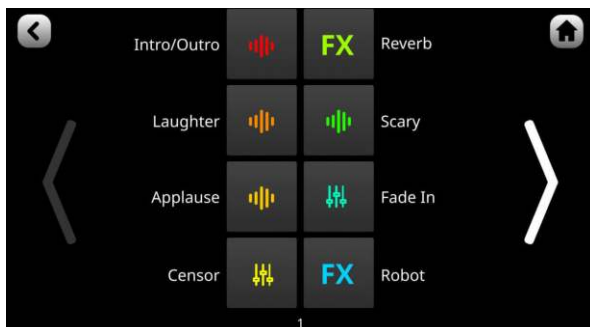 Intro/Outro FX Reverb
Laughter Scary
Applause Fade In
Censor FX Robot
1